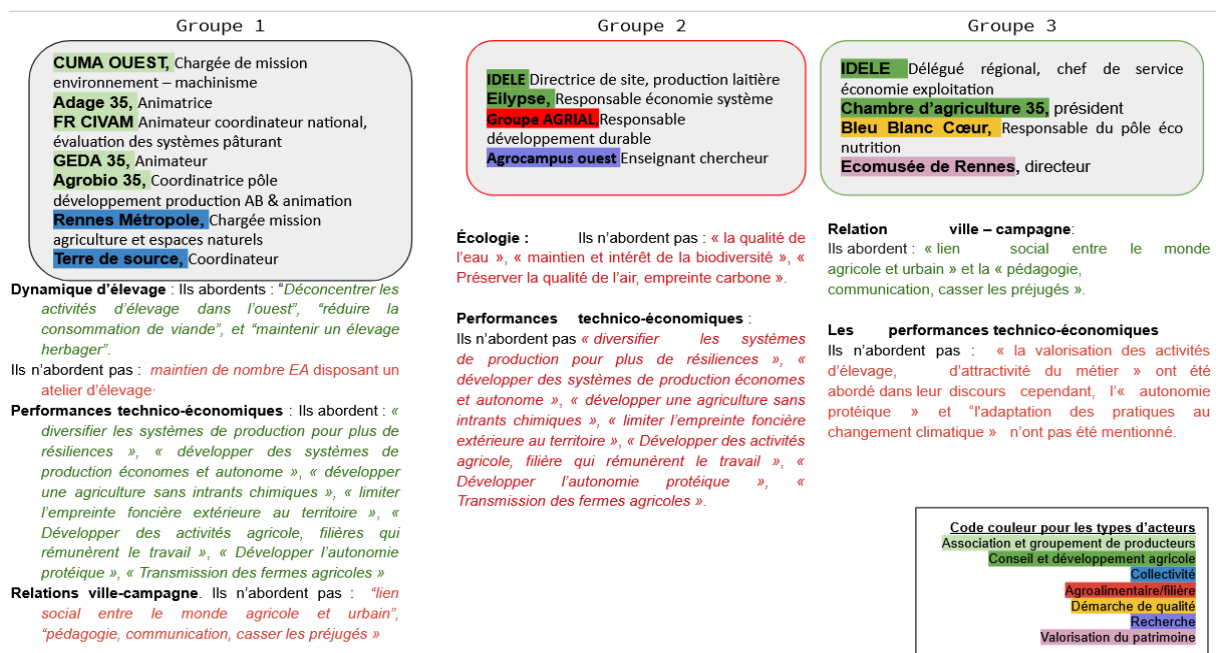 Groupe 1
CUMA OUEST, Chargée de mission
environnement – machinisme
Adage 35, Animatrice
FR CIVAM Animateur coordinateur national,
évaluation des systèmes pâturant
GEDA 35, Animateur
Agrobio 35, Coordinatrice pôle
développement production AB & animation
Rennes Métropole, Chargée mission
agriculture et espaces naturels
Terre de source, Coordinateur
Dynamique d'élevage : Ils abordents : "Déconcentrer les
activités d'élevage dans l'ouest", "réduire la
consommation de viande", et "maintenir un élevage
herbager".
Ils n'abordent pas : maintien de nombre EA disposant un
atelier d'élevage.
Performances technico-économiques : Ils abordent : «
diversifier les systèmes de production pour plus de
résiliences », « développer des systèmes de
production économes et autonome », « développer
une agriculture sans intrants chimiques », « limiter
l'empreinte foncière extérieure au territoire », «
Développer des activités agricole, filières qui
rémunèrent le travail », « Développer l'autonomie
protéique », « Transmission des fermes agricoles »
Relations ville-campagne. Ils n'abordent pas : "lien
social entre le monde agricole et urbain",
"pédagogie, communication, casser les préjugés »
Groupe 2
IDELE Directrice de site, production laitière
Eilypse, Responsable économie système
Groupe AGRIAL Responsable
développement durable
Agrocampus ouest Enseignant chercheur
Écologie : Ils n'abordent pas : « la qualité de
l'eau », « maintien et intérêt de la biodiversité », «
Préserver la qualité de l'air, empreinte carbone ».
Performances technico-économiques :
Ils n'abordent pas « diversifier les systèmes
de production pour plus de résiliences », «
développer des systèmes de production économes
et autonome », « développer une agriculture sans
intrants chimiques », « limiter l'empreinte foncière
extérieure au territoire », « Développer des activités
agricole, filière qui rémunèrent le travail », «
Développer l'autonomie protéique », «
Transmission des fermes agricoles ».
Groupe 3
IDELE Délégué régional, chef de service
économie exploitation
Chambre d'agriculture 35, président
Bleu Blanc Cœur, Responsable du pôle éco
nutrition
Ecomusée de Rennes, directeur
Relation ville – campagne:
Ils abordent : « lien social entre le monde
agricole et urbain » et la « pédagogie,
communication, casser les préjugés ».
Les performances technico-économiques
Ils n'abordent pas : « la valorisation des activités
d'élevage, d'attractivité du métier » ont été
abordé dans leur discours cependant, l'« autonomie
protéique » et "l'adaptation des pratiques au
changement climatique » n'ont pas été mentionné.
Code couleur pour les types d'acteurs
Association et groupement de producteurs
Conseil et développement agricole
Collectivité
Agroalimentaire/filière
Démarche de qualité
Recherche
Valorisation du patrimoine